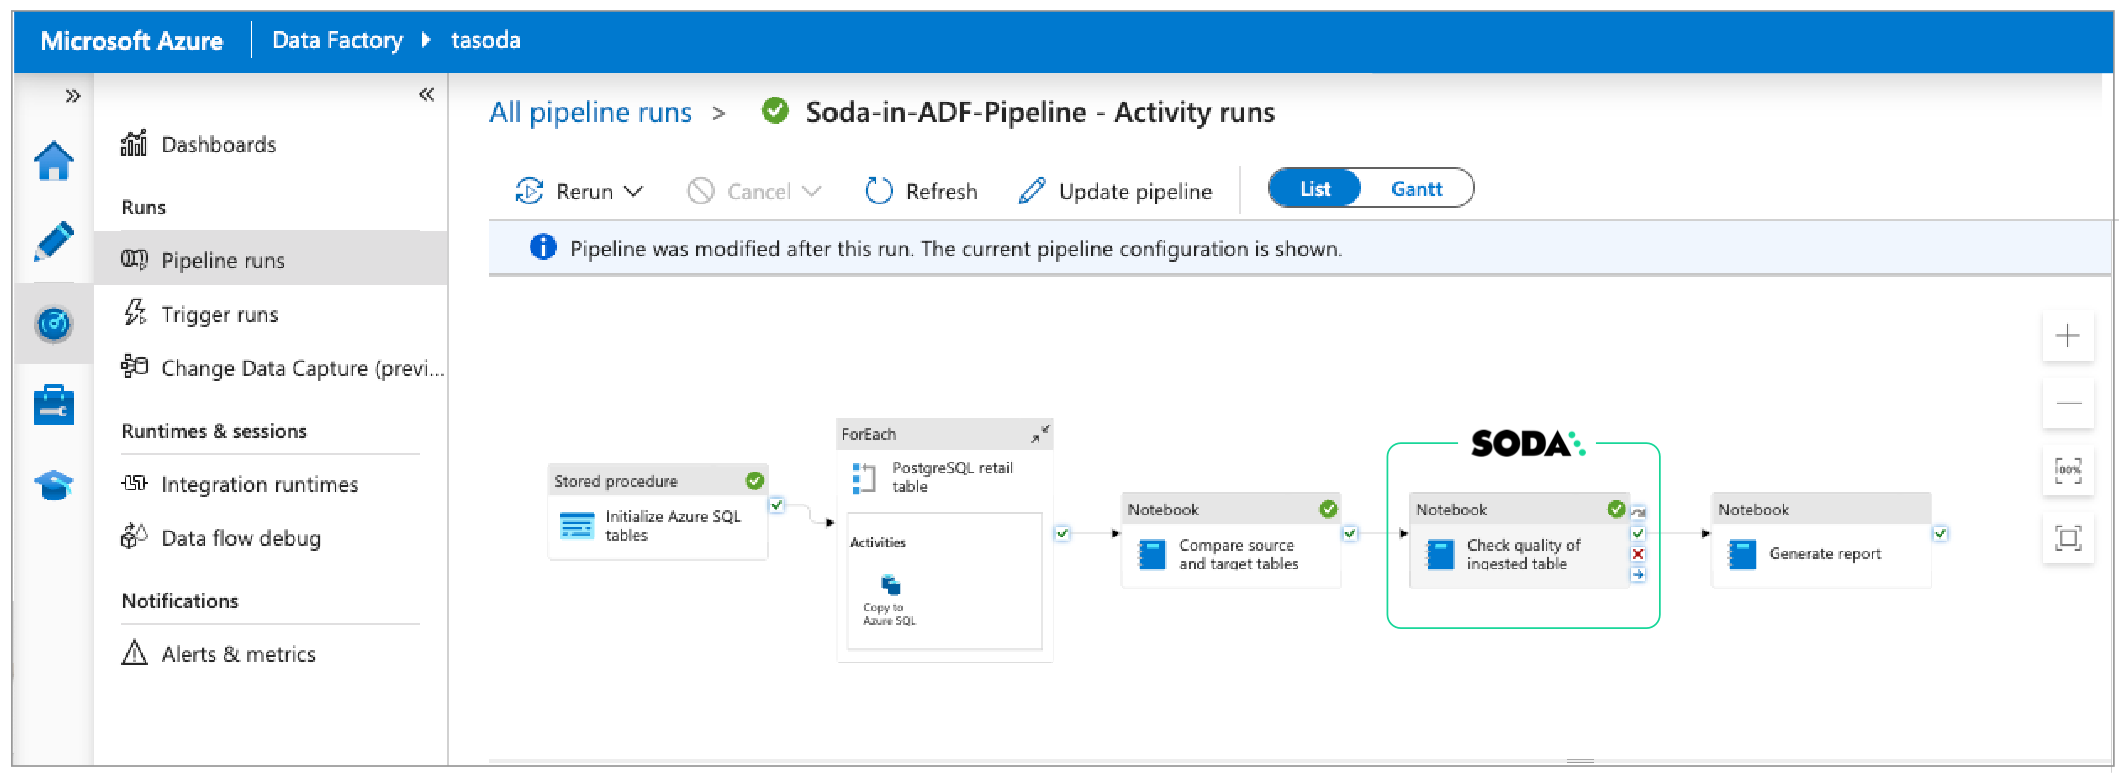 Microsoft Azure
Data Factory
tasoda
Dashboards
Runs
Pipeline runs
Trigger runs
Change Data Capture (previ...
Runtimes & sessions
Integration runtimes
Data flow debug
Notifications
Alerts & metrics
All pipeline runs > Soda-in-ADF-Pipeline - Activity runs
Rerun
Cancel
Refresh
Update pipeline
List
Gantt
Pipeline was modified after this run. The current pipeline configuration is shown.
Stored procedure
Initialize Azure SQL
tables
ForEach
PostgreSQL retail
table
Activities
Copy to
Azure SQL
Notebook
Compare source
and target tables
SODA
Notebook
Check quality of
ingested table
Notebook
Generate report
100%